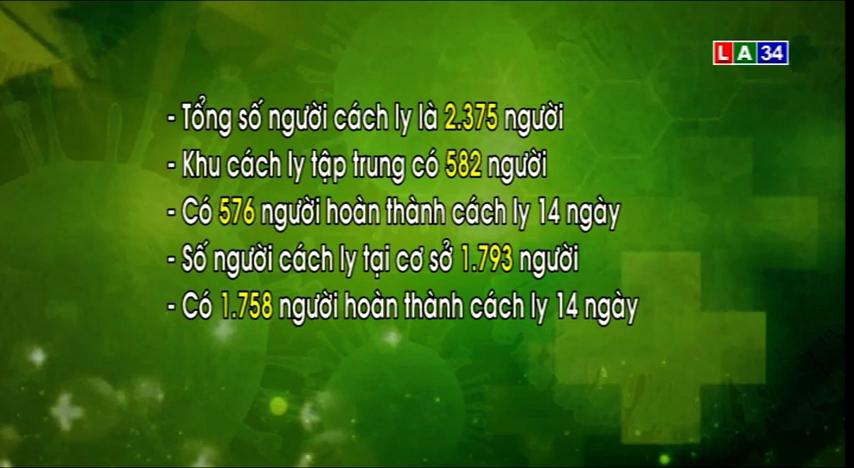 LA34
- Tổng số người cách ly là 2.375 người
- Khu cách ly tập trung có 582 người
- Có 576 người hoàn thành cách ly 14 ngày
- Số người cách ly tại cơ sở 1.793 người
- Có 1.758 người hoàn thành cách ly 14 ngày